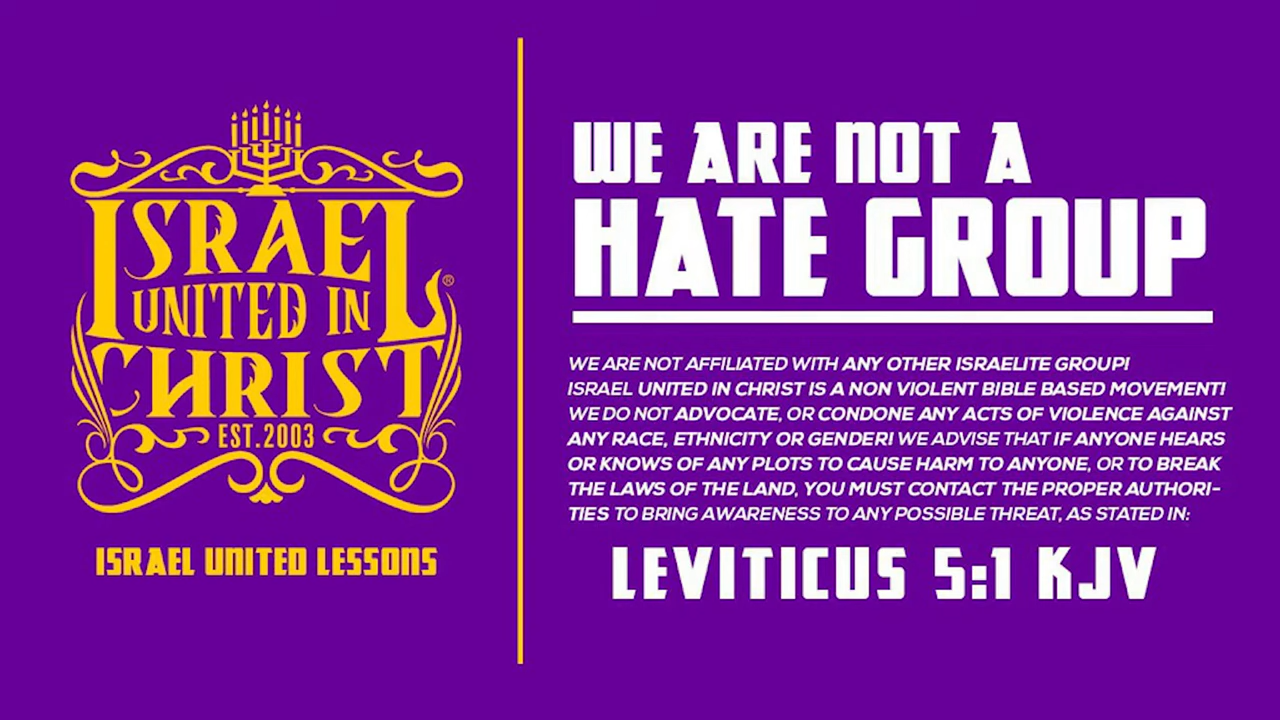 ISRAEL
UNITED IN
CHRIST
EST.2003
®
ISRAEL UNITED LESSONS
WE ARE NOT A
HATE GROUP
WE ARE NOT AFFILIATED WITH ANY OTHER ISRAELITE GROUP!
ISRAEL UNITED IN CHRIST IS A NON VIOLENT BIBLE BASED MOVEMENT!
WE DO NOT ADVOCATE, OR CONDONE ANY ACTS OF VIOLENCE AGAINST
ANY RACE, ETHNICITY OR GENDER! WE ADVISE THAT IF ANYONE HEARS
OR KNOWS OF ANY PLOTS TO CAUSE HARM TO ANYONE, OR TO BREAK
THE LAWS OF THE LAND, YOU MUST CONTACT THE PROPER AUTHORI-
TIES TO BRING AWARENESS TO ANY POSSIBLE THREAT, AS STATED IN:
LEVITICUS 5:1 KJV